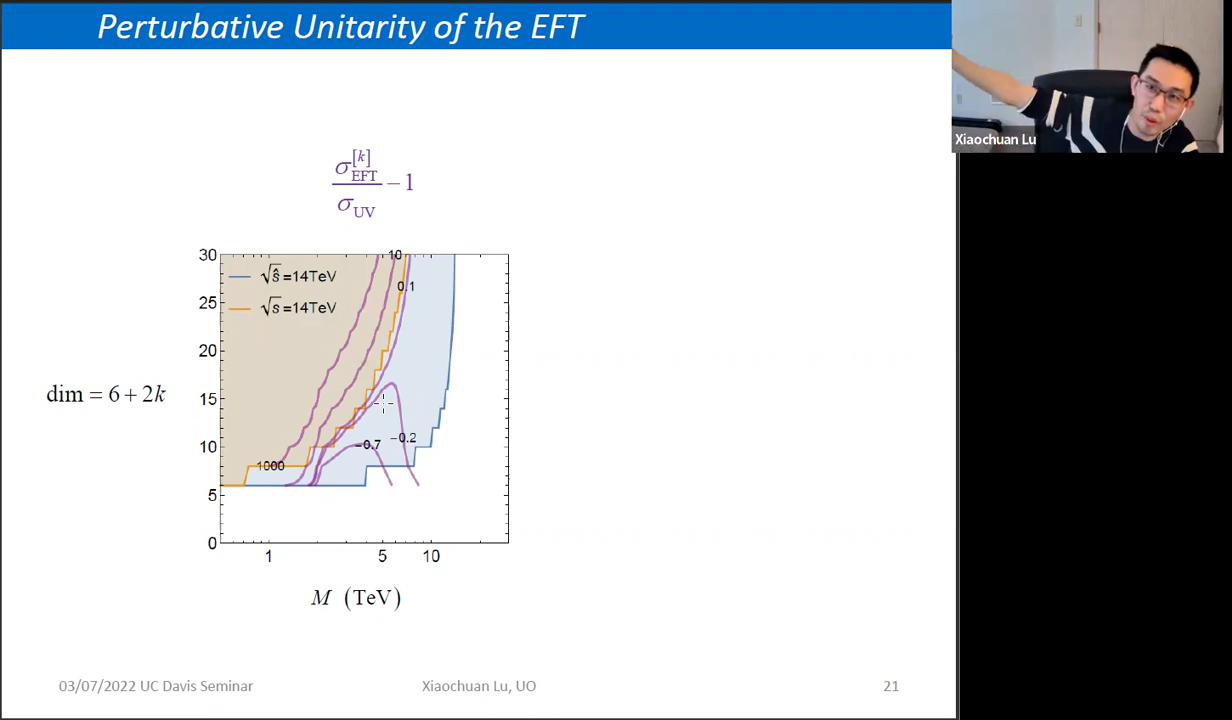 Perturbative Unitarity of the EFT
Xiaochuan Lu
σ_EFT^[k] / σ_UV − 1
30
25
20
15
10
5
0
√ŝ =14TeV
√s =14TeV
10
0.1
-0.2
-0.7
1000
dim = 6 + 2k
1
5
10
M (TeV)
03/07/2022 UC Davis Seminar
Xiaochuan Lu, UO
21